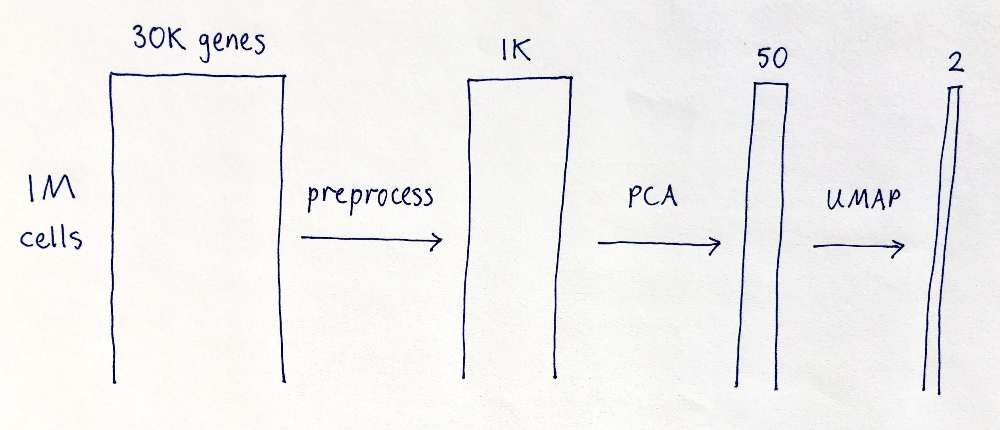 30K genes
1K
50
2
1M
cells
preprocess
PCA
UMAP